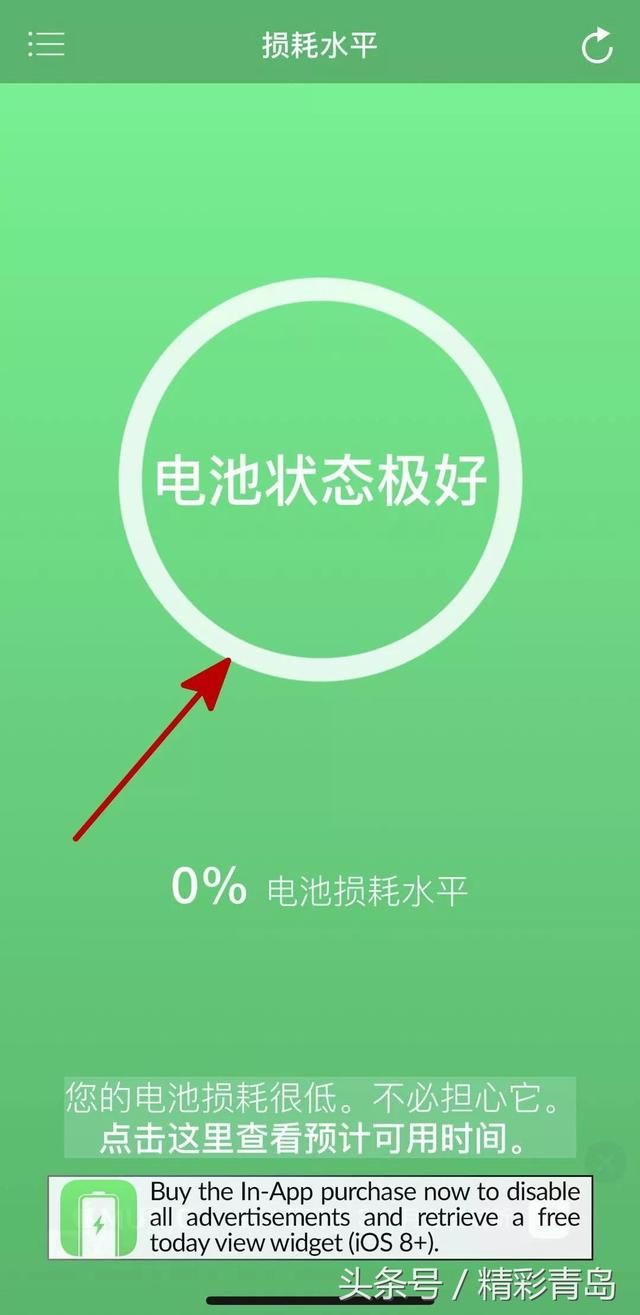 损耗水平
电池状态极好
0% 电池损耗水平
您的电池损耗很低。不必担心它。
点击这里查看预计可用时间。
Buy the In-App purchase now to disable
all advertisements and retrieve a free
today view widget (iOS 8+).
头条号 / 精彩青岛